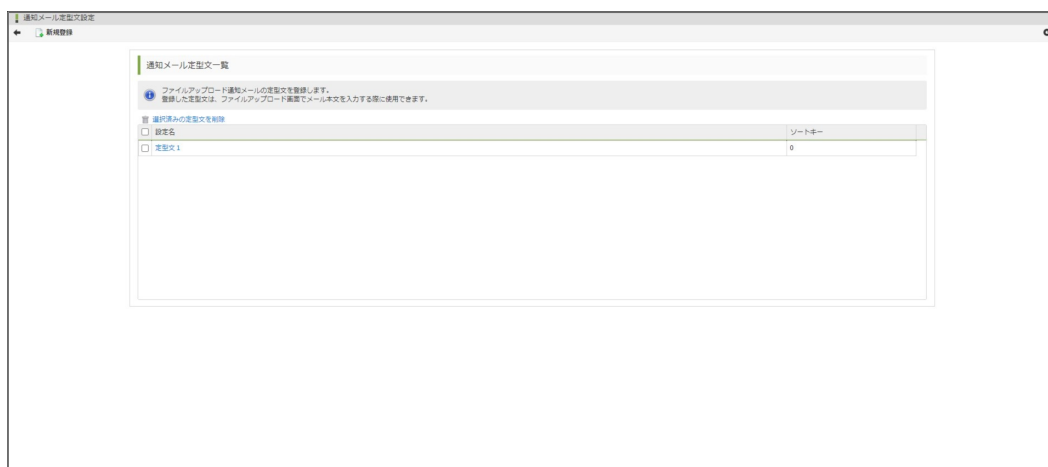 通知メール定型文設定
新規登録
通知メール定型文一覧
ファイルアップロード通知メールの定型文を登録します。
登録した定型文は、ファイルアップロード画面でメール本文を入力する際に使用できます。
選択済みの定型文を削除
設定名 ソートキー
定型文1 0